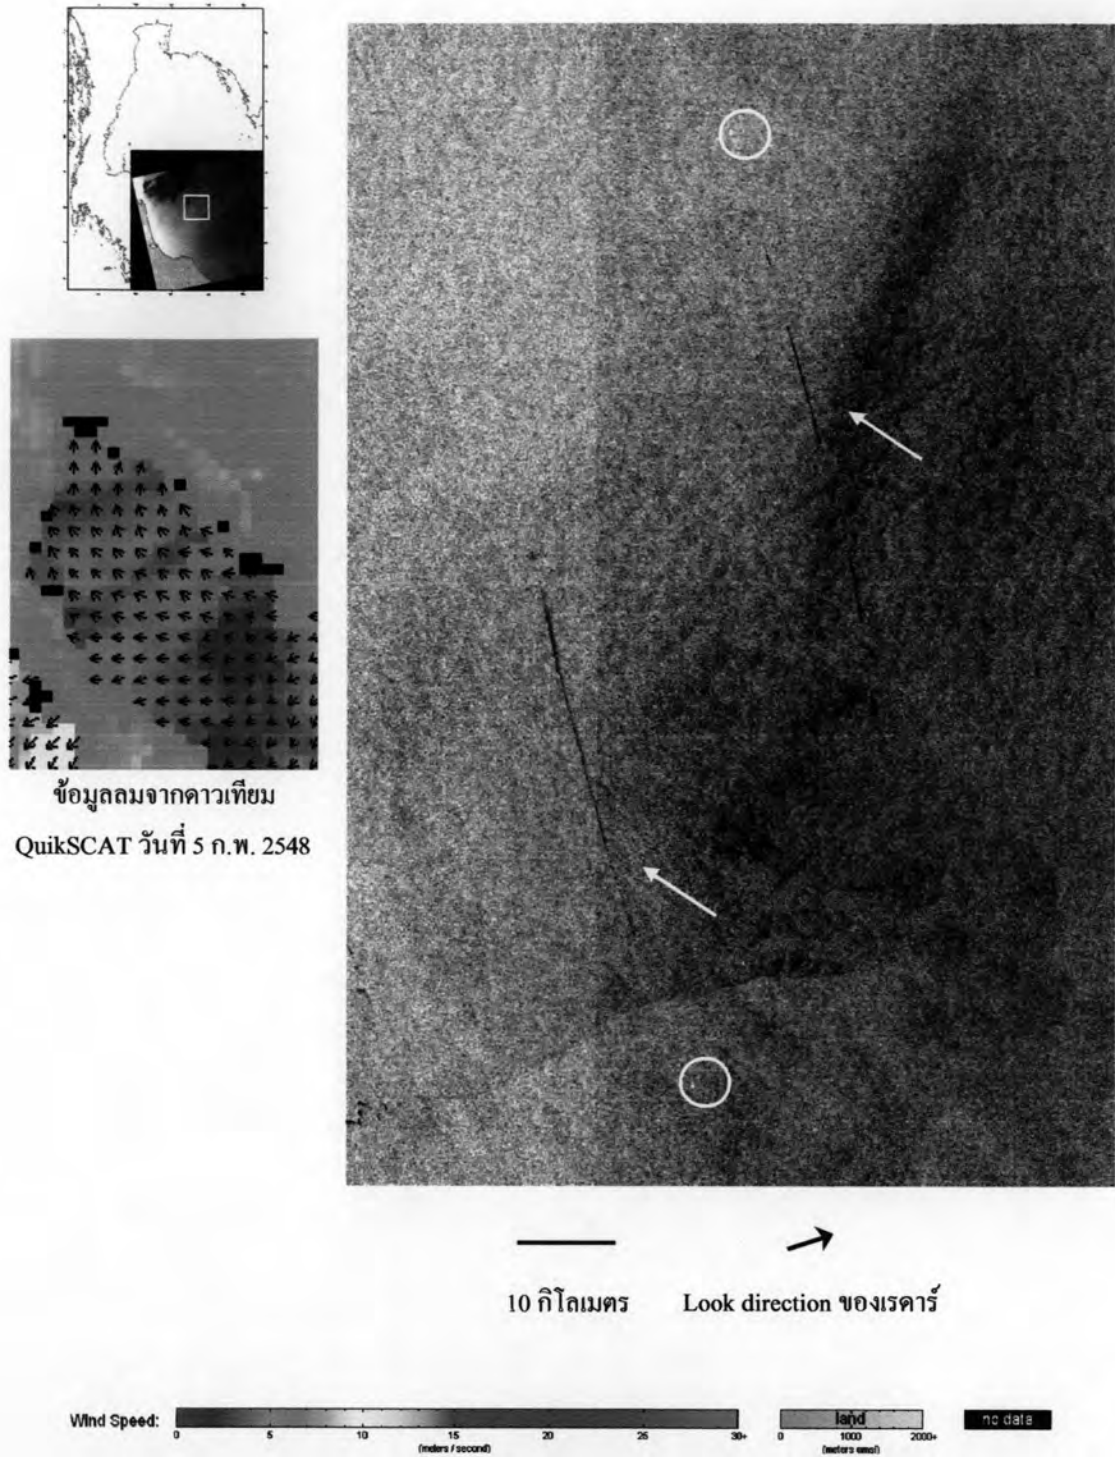 ข้อมูลลมจากดาวเทียม
QuikSCAT วันที่ 5 ก.พ. 2548
10 กิโลเมตร Look direction ของเรดาร์
Wind Speed:
0 5 10 15 20 25 30+
(meters / second)
land
0 1000 2000+
(meters amsl)
no data